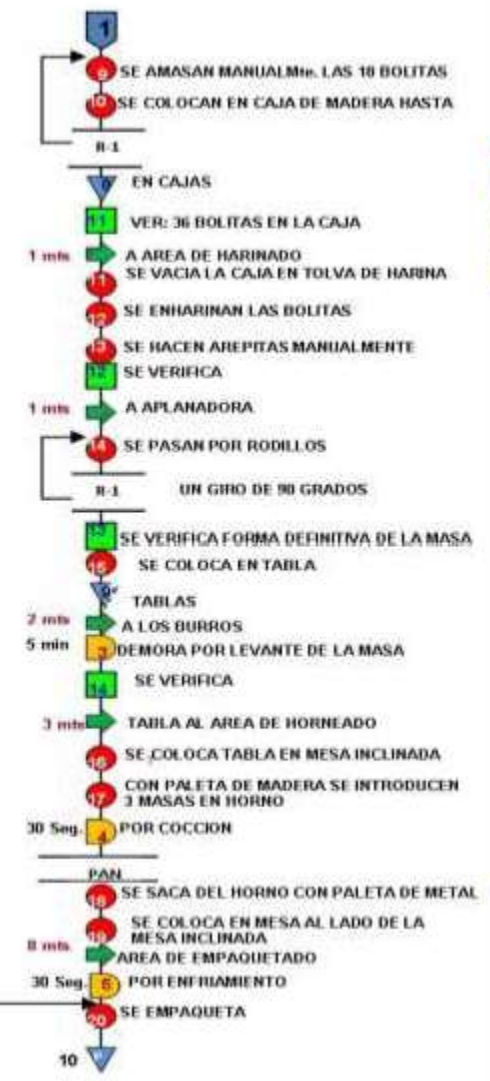 1
9 SE AMASAN MANUALMte. LAS 18 BOLITAS
10 SE COLOCAN EN CAJA DE MADERA HASTA
R-1
EN CAJAS
11 VER: 36 BOLITAS EN LA CAJA
1 mts A AREA DE HARINADO
11 SE VACIA LA CAJA EN TOLVA DE HARINA
12 SE ENHARINAN LAS BOLITAS
13 SE HACEN AREPITAS MANUALMENTE
12 SE VERIFICA
1 mts A APLANADORA
14 SE PASAN POR RODILLOS
R-1 UN GIRO DE 90 GRADOS
13 SE VERIFICA FORMA DEFINITIVA DE LA MASA
15 SE COLOCA EN TABLA
TABLAS
2 mts A LOS BURROS
5 min 3 DEMORA POR LEVANTE DE LA MASA
14 SE VERIFICA
3 mts TABLA AL AREA DE HORNEADO
16 SE COLOCA TABLA EN MESA INCLINADA
17 CON PALETA DE MADERA SE INTRODUCEN
3 MASAS EN HORNO
30 Seg. 4 POR COCCION
PAN
18 SE SACA DEL HORNO CON PALETA DE METAL
19 SE COLOCA EN MESA AL LADO DE LA
MESA INCLINADA
8 mts AREA DE EMPAQUETADO
30 Seg. 5 POR ENFRIAMIENTO
20 SE EMPAQUETA
10